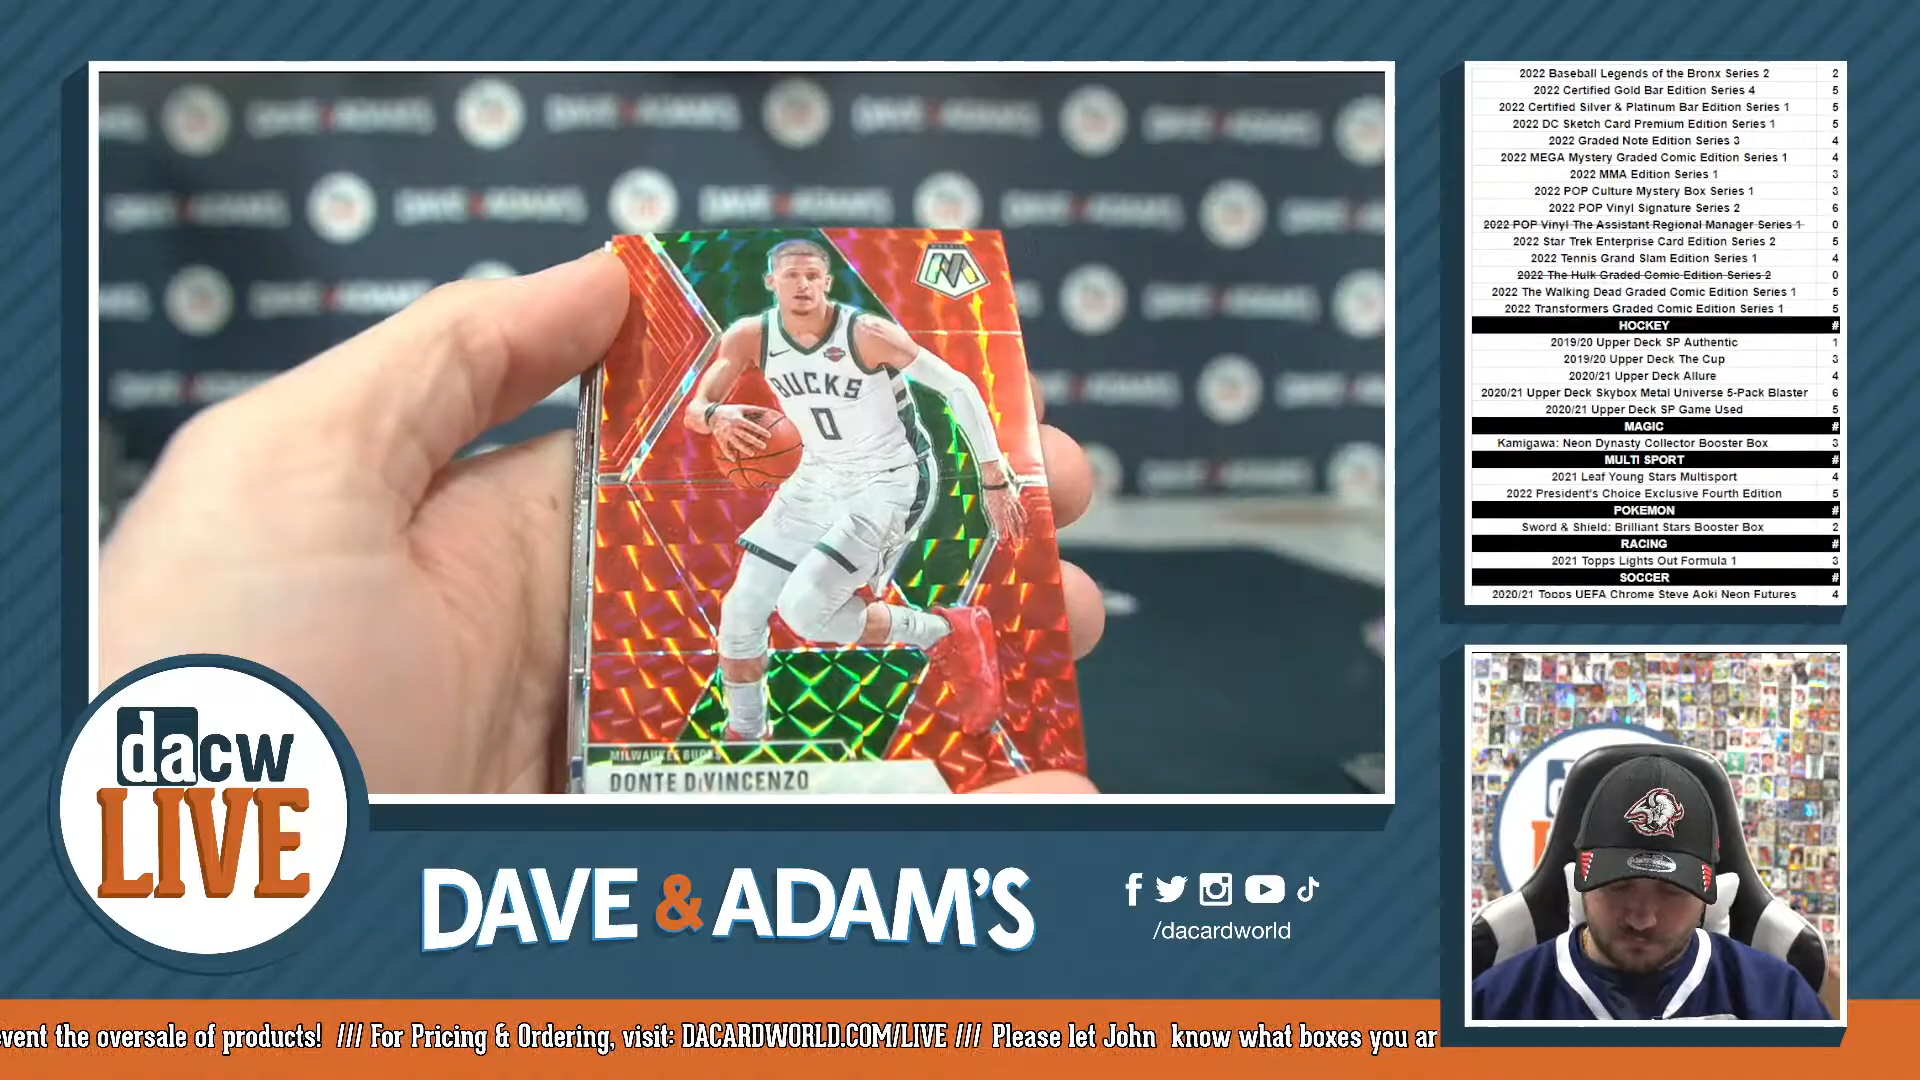 DAVE & ADAM'S
BUCKS
0
MILWAUKEE BUCKS
DONTE DiVINCENZO
dacw
LIVE
DAVE & ADAM'S
/dacardworld
2022 Baseball Legends of the Bronx Series 2 2
2022 Certified Gold Bar Edition Series 4 5
2022 Certified Silver & Platinum Bar Edition Series 1 5
2022 DC Sketch Card Premium Edition Series 1 5
2022 Graded Note Edition Series 3 4
2022 MEGA Mystery Graded Comic Edition Series 1 4
2022 MMA Edition Series 1 3
2022 POP Culture Mystery Box Series 1 3
2022 POP Vinyl Signature Series 2 6
2022 POP Vinyl The Assistant Regional Manager Series 1 0
2022 Star Trek Enterprise Card Edition Series 2 5
2022 Tennis Grand Slam Edition Series 1 4
2022 The Hulk Graded Comic Edition Series 2 0
2022 The Walking Dead Graded Comic Edition Series 1 5
2022 Transformers Graded Comic Edition Series 1 5
HOCKEY #
2019/20 Upper Deck SP Authentic 1
2019/20 Upper Deck The Cup 3
2020/21 Upper Deck Allure 4
2020/21 Upper Deck Skybox Metal Universe 5-Pack Blaster 6
2020/21 Upper Deck SP Game Used 5
MAGIC #
Kamigawa: Neon Dynasty Collector Booster Box 3
MULTI SPORT #
2021 Leaf Young Stars Multisport 4
2022 President's Choice Exclusive Fourth Edition 5
POKEMON #
Sword & Shield: Brilliant Stars Booster Box 2
RACING #
2021 Topps Lights Out Formula 1 3
SOCCER #
2020/21 Topps UEFA Chrome Steve Aoki Neon Futures 4
vent the oversale of products! /// For Pricing & Ordering, visit: DACARDWORLD.COM/LIVE /// Please let John know what boxes you ar